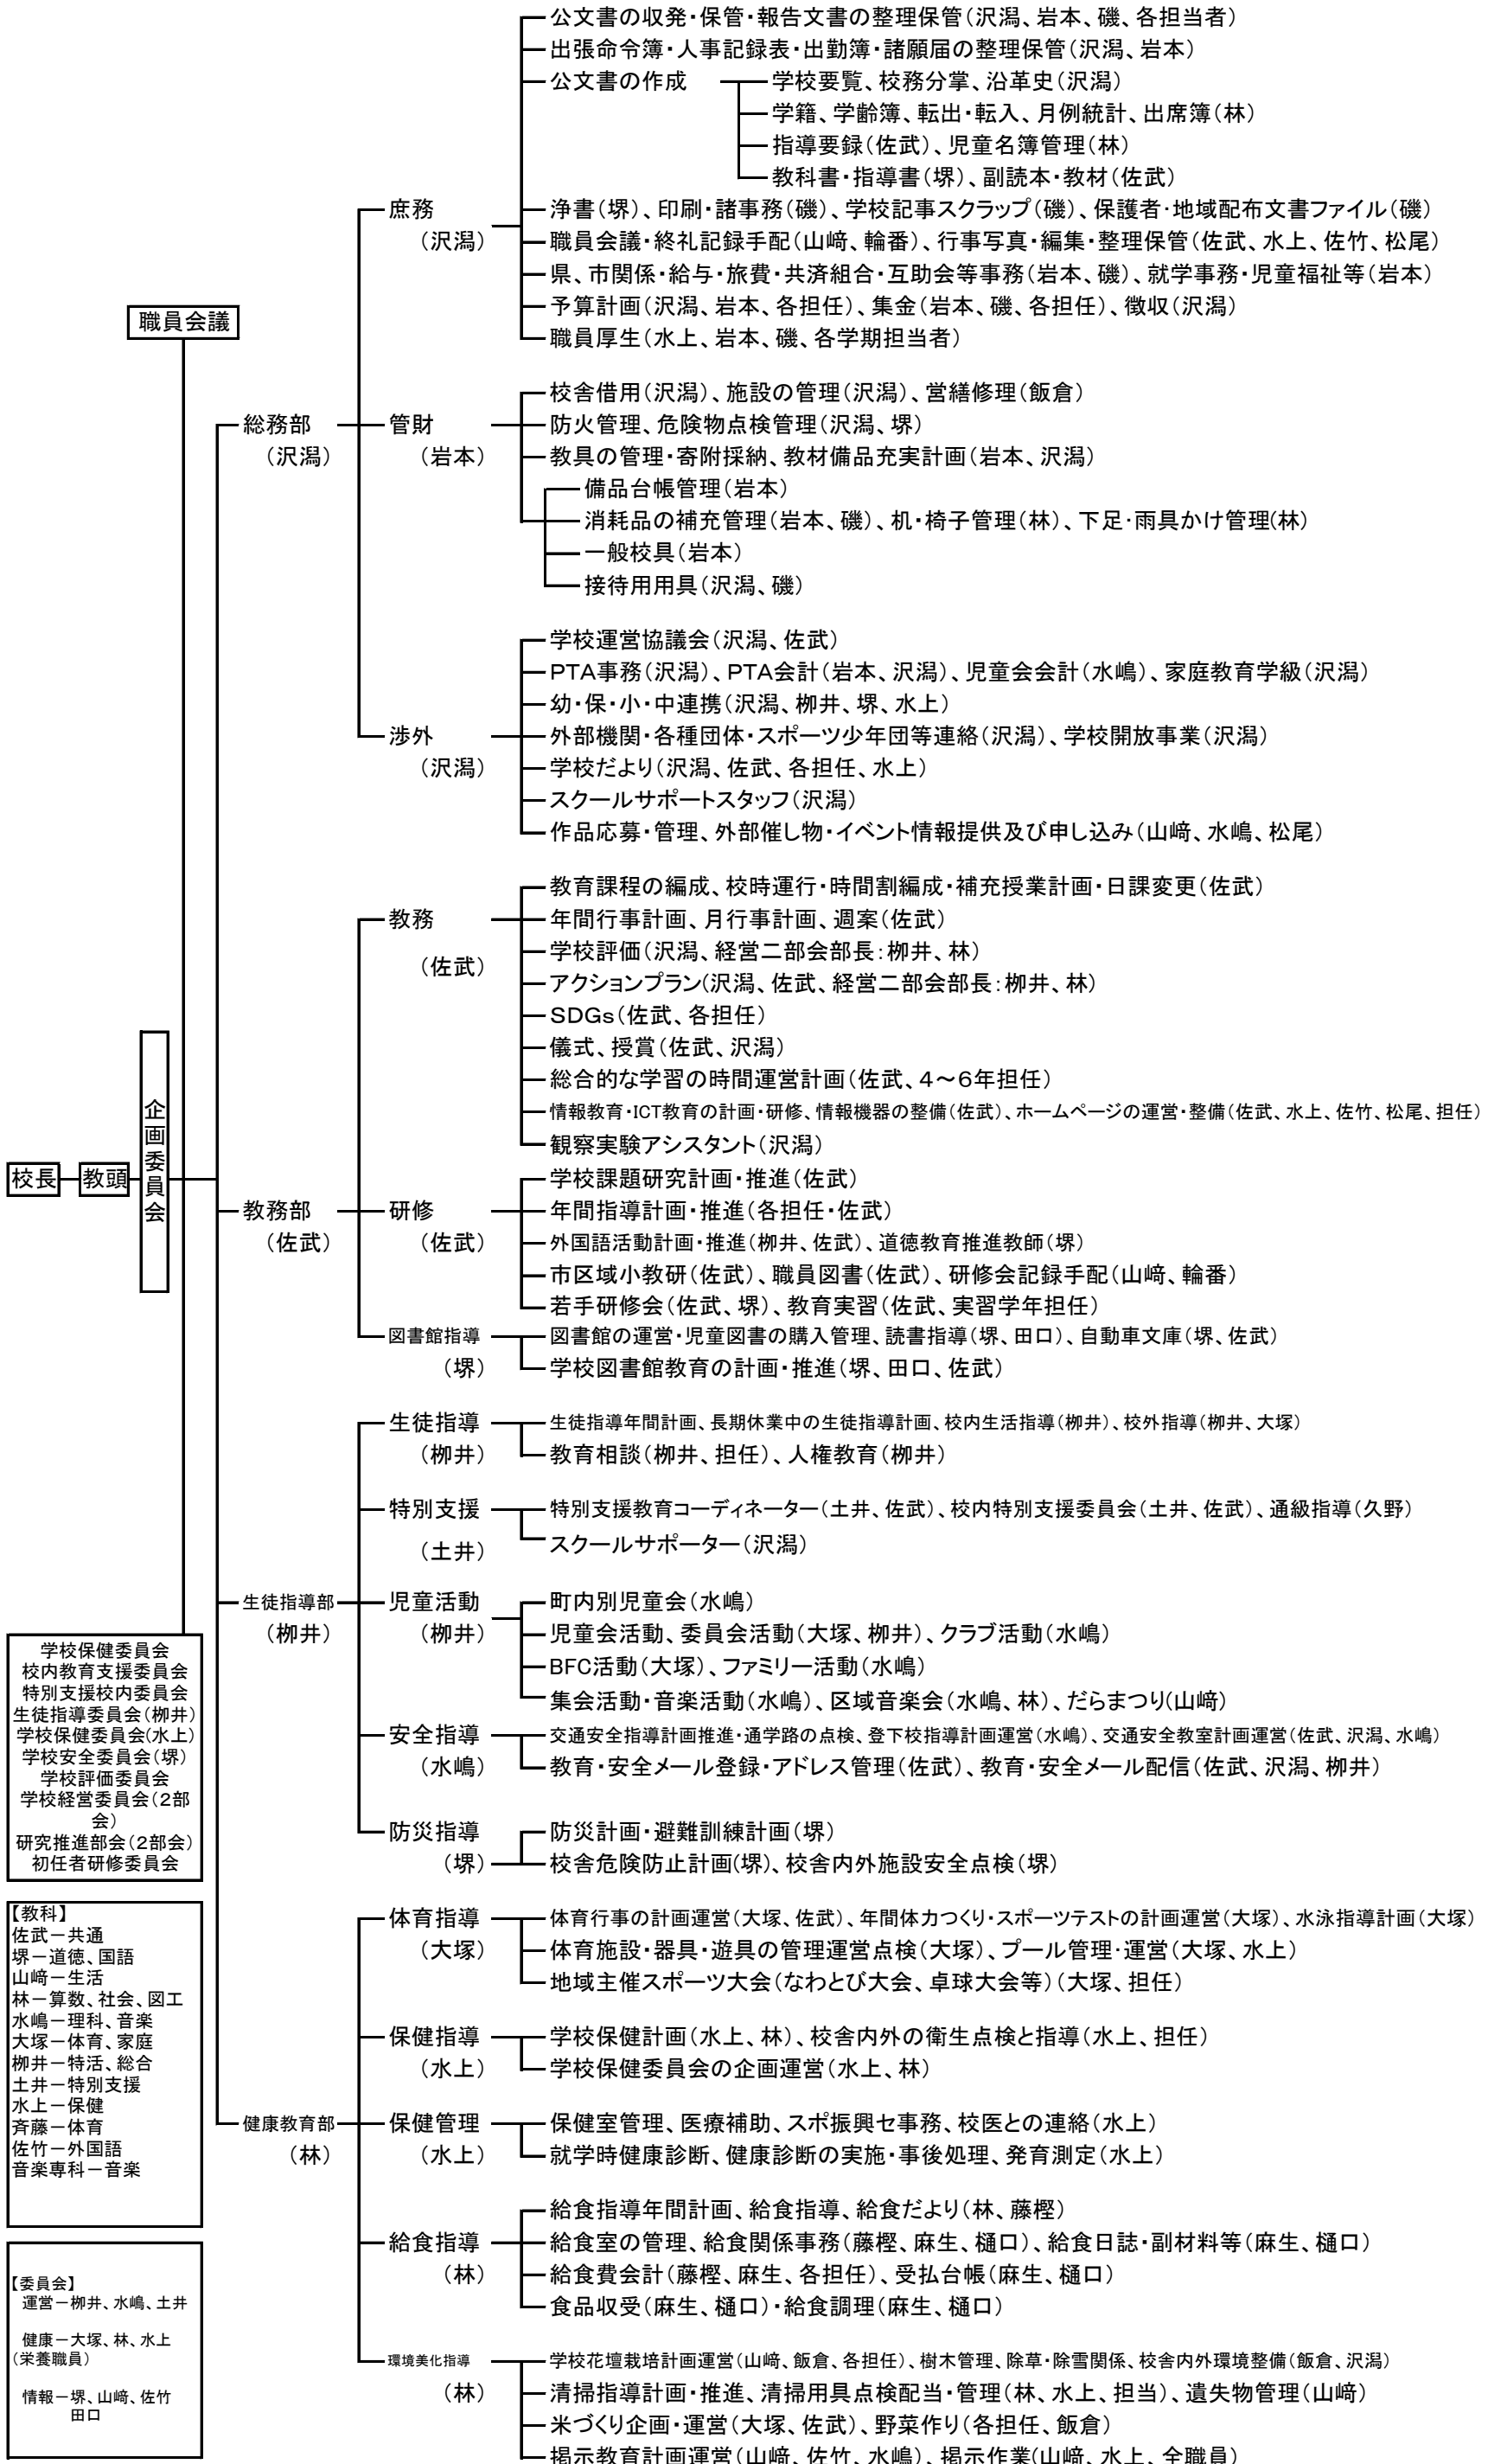 公文書の収発・保管・報告文書の整理保管（沢潟、岩本、磯、各担当者）
出張命令簿・人事記録表・出勤簿・諸願届の整理保管（沢潟、岩本）
公文書の作成
学校要覧、校務分掌、沿革史（沢潟）
学籍、学齢簿、転出・転入、月例統計、出席簿（林）
指導要録（佐武）、児童名簿管理（林）
教科書・指導書（堺）、副読本・教材（佐武）
庶務
（沢潟）
浄書（堺）、印刷・諸事務（磯）、学校記事スクラップ（磯）、保護者・地域配布文書ファイル（磯）
職員会議・終礼記録手配（山﨑、輪番）、行事写真・編集・整理保管（佐武、水上、佐竹、松尾）
県、市関係・給与・旅費・共済組合・互助会等事務（岩本、磯）、就学事務・児童福祉等（岩本）
予算計画（沢潟、岩本、各担任）、集金（岩本、磯、各担任）、徴収（沢潟）
職員厚生（水上、岩本、磯、各学期担当者）
職員会議
総務部
（沢潟）
管財
（岩本）
校舎借用（沢潟）、施設の管理（沢潟）、営繕修理（飯倉）
防火管理、危険物点検管理（沢潟、堺）
教具の管理・寄附採納、教材備品充実計画（岩本、沢潟）
備品台帳管理（岩本）
消耗品の補充管理（岩本、磯）、机・椅子管理（林）、下足・雨具かけ管理(林）
一般校具（岩本）
接待用用具（沢潟、磯）
渉外
（沢潟）
学校運営協議会（沢潟、佐武）
PTA事務（沢潟）、PTA会計（岩本、沢潟）、児童会会計（水嶋）、家庭教育学級（沢潟）
幼・保・小・中連携（沢潟、栁井、堺、水上）
外部機関・各種団体・スポーツ少年団等連絡（沢潟）、学校開放事業（沢潟）
学校だより（沢潟、佐武、各担任、水上）
スクールサポートスタッフ（沢潟）
作品応募・管理、外部催し物・イベント情報提供及び申し込み（山﨑、水嶋、松尾）
教務
（佐武）
教育課程の編成、校時運行・時間割編成・補充授業計画・日課変更（佐武）
年間行事計画、月行事計画、週案（佐武）
学校評価（沢潟、経営二部会部長：栁井、林）
アクションプラン(沢潟、佐武、経営二部会部長：栁井、林）
SDGs（佐武、各担任）
儀式、授賞（佐武、沢潟）
総合的な学習の時間運営計画（佐武、４～６年担任）
情報教育・ICT教育の計画・研修、情報機器の整備（佐武）、ホームページの運営・整備（佐武、水上、佐竹、松尾、担任）
観察実験アシスタント（沢潟）
校長
教頭
企画委員会
教務部
（佐武）
研修
（佐武）
学校課題研究計画・推進（佐武）
年間指導計画・推進（各担任・佐武）
外国語活動計画・推進（栁井、佐武）、道徳教育推進教師（堺）
市区域小教研（佐武）、職員図書（佐武）、研修会記録手配（山﨑、輪番）
若手研修会（佐武、堺）、教育実習（佐武、実習学年担任）
図書館指導
（堺）
図書館の運営・児童図書の購入管理、読書指導（堺、田口）、自動車文庫（堺、佐武）
学校図書館教育の計画・推進（堺、田口、佐武）
生徒指導部
（栁井）
生徒指導
（栁井）
生徒指導年間計画、長期休業中の生徒指導計画、校内生活指導（栁井）、校外指導（栁井、大塚）
教育相談（栁井、担任）、人権教育（栁井）
特別支援
（土井）
特別支援教育コーディネーター（土井、佐武）、校内特別支援委員会（土井、佐武）、通級指導（久野）
スクールサポーター（沢潟）
児童活動
（栁井）
町内別児童会（水嶋）
児童会活動、委員会活動（大塚、栁井）、クラブ活動（水嶋）
BFC活動（大塚）、ファミリー活動（水嶋）
集会活動・音楽活動（水嶋）、区域音楽会（水嶋、林）、だらまつり(山﨑）
安全指導
（水嶋）
交通安全指導計画推進・通学路の点検、登下校指導計画運営（水嶋）、交通安全教室計画運営（佐武、沢潟、水嶋）
教育・安全メール登録・アドレス管理（佐武）、教育・安全メール配信（佐武、沢潟、栁井）
防災指導
（堺）
防災計画・避難訓練計画（堺）
校舎危険防止計画(堺）、校舎内外施設安全点検（堺）
学校保健委員会
校内教育支援委員会
特別支援校内委員会
生徒指導委員会（栁井）
学校保健委員会(水上）
学校安全委員会（堺）
学校評価委員会
学校経営委員会（２部
会）
研究推進部会（２部会）
初任者研修委員会
【教科】
佐武－共通
堺－道徳、国語
山﨑－生活
林－算数、社会、図工
水嶋－理科、音楽
大塚－体育、家庭
栁井－特活、総合
土井－特別支援
水上－保健
斉藤－体育
佐竹－外国語
音楽専科－音楽
健康教育部
（林）
体育指導
（大塚）
体育行事の計画運営（大塚、佐武）、年間体力つくり・スポーツテストの計画運営（大塚）、水泳指導計画（大塚）
体育施設・器具・遊具の管理運営点検（大塚）、プール管理・運営（大塚、水上）
地域主催スポーツ大会（なわとび大会、卓球大会等）（大塚、担任）
保健指導
（水上）
学校保健計画（水上、林）、校舎内外の衛生点検と指導（水上、担任）
学校保健委員会の企画運営（水上、林）
保健管理
（水上）
保健室管理、医療補助、スポ振興セ事務、校医との連絡（水上）
就学時健康診断、健康診断の実施・事後処理、発育測定（水上）
給食指導
（林）
給食指導年間計画、給食指導、給食だより（林、藤樫）
給食室の管理、給食関係事務（藤樫、麻生、樋口）、給食日誌・副材料等（麻生、樋口）
給食費会計（藤樫、麻生、各担任）、受払台帳（麻生、樋口）
食品収受（麻生、樋口）・給食調理（麻生、樋口）
環境美化指導
（林）
学校花壇栽培計画運営（山﨑、飯倉、各担任）、樹木管理、除草・除雪関係、校舎内外環境整備（飯倉、沢潟）
清掃指導計画・推進、清掃用具点検配当・管理（林、水上、担当）、遺失物管理（山﨑）
米づくり企画・運営（大塚、佐武）、野菜作り（各担任、飯倉）
掲示教育計画運営（山﨑、佐竹、水嶋）、掲示作業(山﨑、水上、全職員）
【委員会】
運営－栁井、水嶋、土井
健康－大塚、林、水上
（栄養職員）
情報－堺、山﨑、佐竹
田口